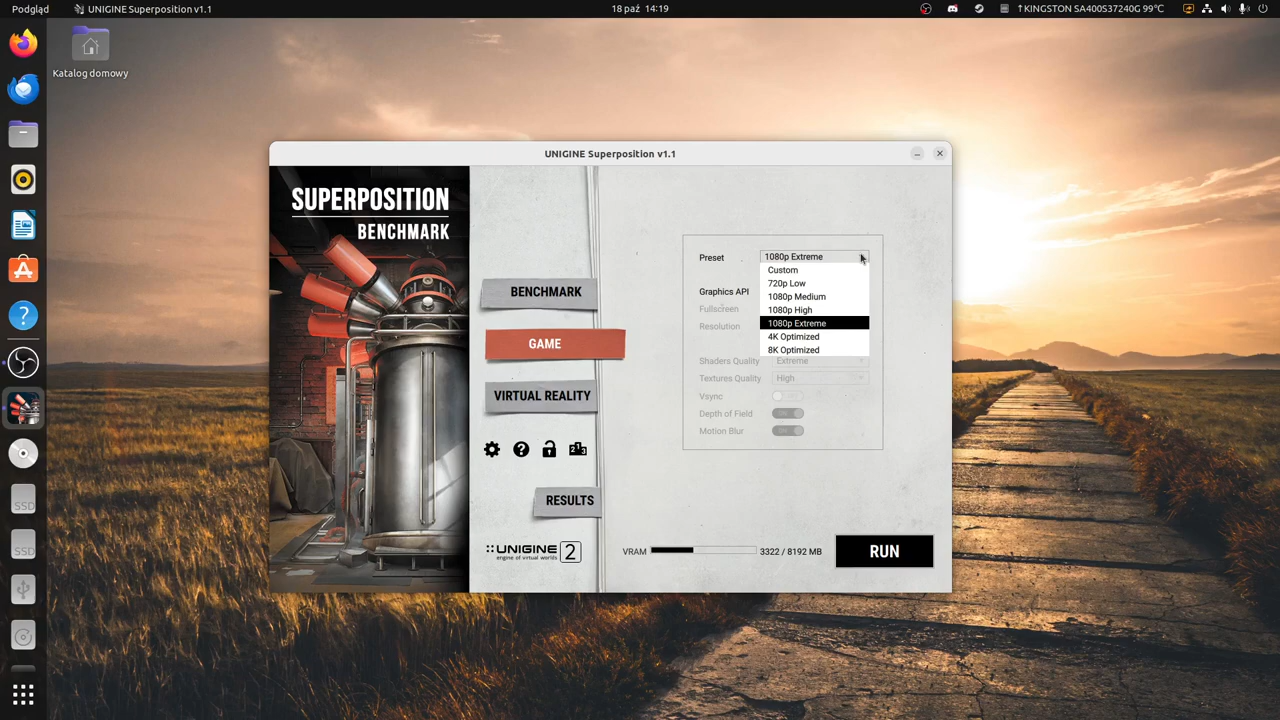 Podgląd
UNIGINE Superposition v1.1
18 paź 14:19
↑KINGSTON SA400S37240G 99℃
Katalog domowy
UNIGINE Superposition v1.1
SUPERPOSITION
BENCHMARK
BENCHMARK
GAME
VIRTUAL REALITY
RESULTS
UNIGINE 2
engine of virtual worlds
Preset
1080p Extreme
Custom
720p Low
1080p Medium
1080p High
1080p Extreme
4K Optimized
8K Optimized
Graphics API
Fullscreen
Resolution
Shaders Quality Extreme
Textures Quality High
Vsync
Depth of Field
Motion Blur
VRAM 3322 / 8192 MB
RUN
SSD
SSD